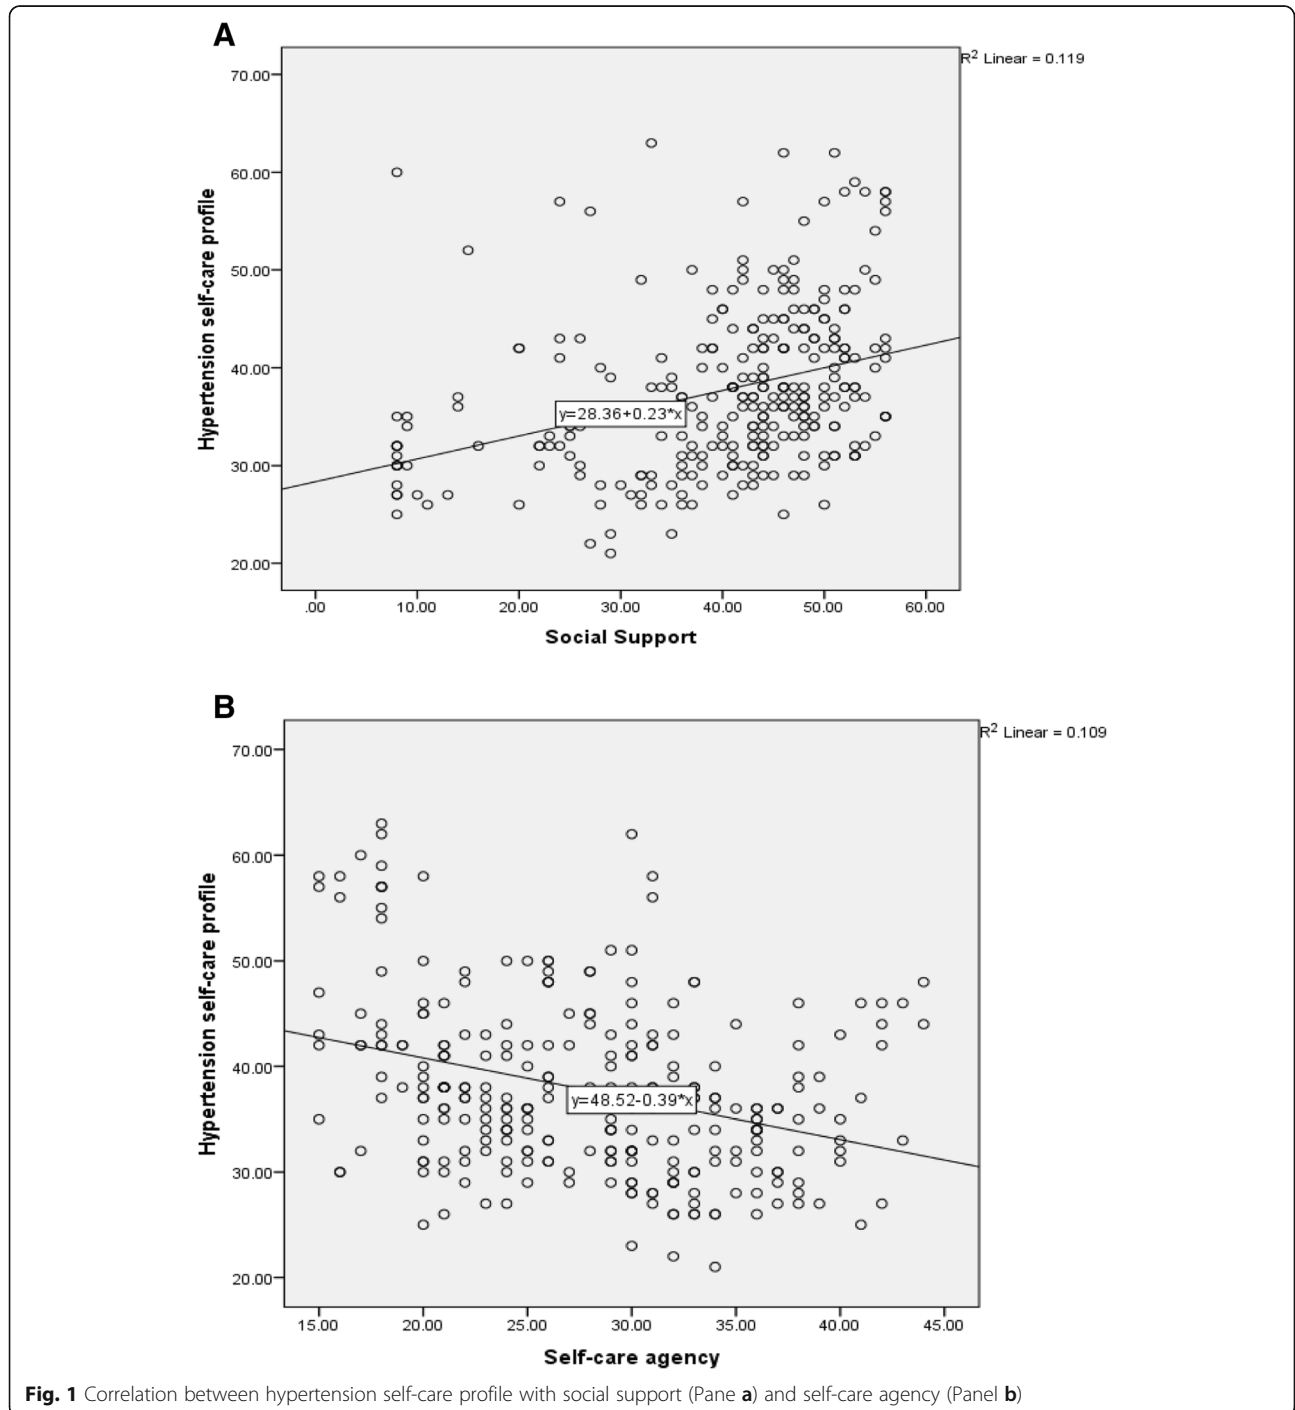 A
R² Linear = 0.119
70.00
60.00
50.00
40.00
30.00
20.00
Hypertension self-care profile
y=28.36+0.23*x
.00 10.00 20.00 30.00 40.00 50.00 60.00
Social Support
B
R² Linear = 0.109
70.00
60.00
50.00
40.00
30.00
20.00
Hypertension self-care profile
y=48.52-0.39*x
15.00 20.00 25.00 30.00 35.00 40.00 45.00
Self-care agency
Fig. 1 Correlation between hypertension self-care profile with social support (Pane a) and self-care agency (Panel b)